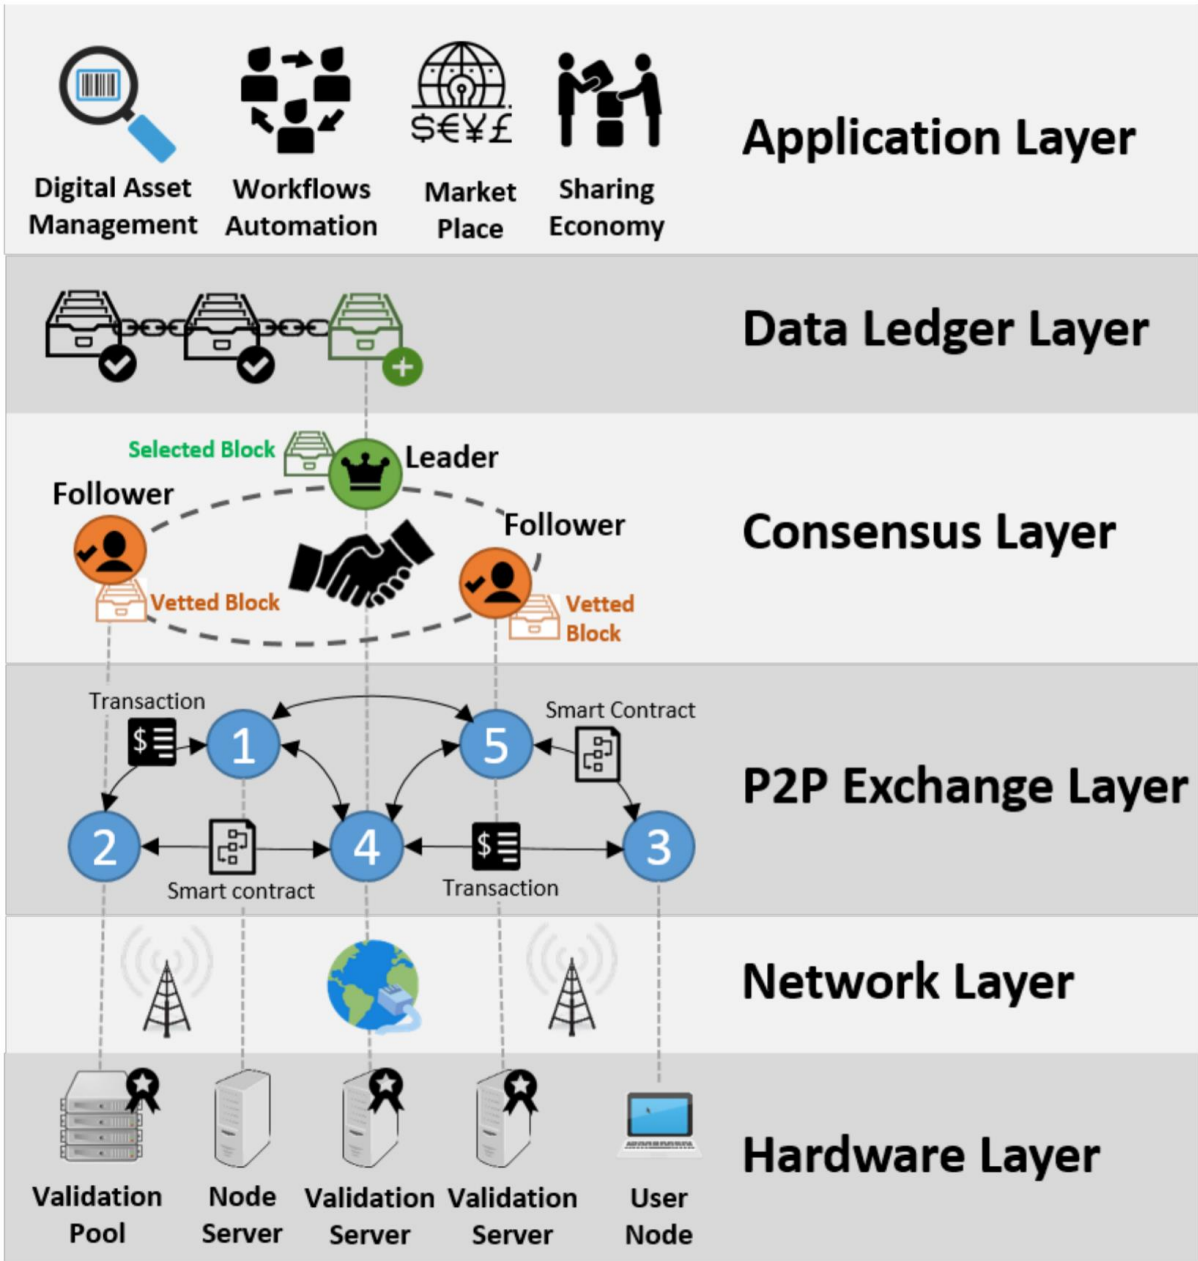 $€¥£
Digital Asset
Management
Workflows
Automation
Market
Place
Sharing
Economy
Application Layer
Data Ledger Layer
Selected Block
Leader
Follower
Follower
Vetted Block
Vetted
Block
Consensus Layer
Transaction
$
1
5
Smart Contract
2
4
$
3
Smart contract
Transaction
P2P Exchange Layer
Network Layer
Validation
Pool
Node
Server
Validation
Server
Validation
Server
User
Node
Hardware Layer